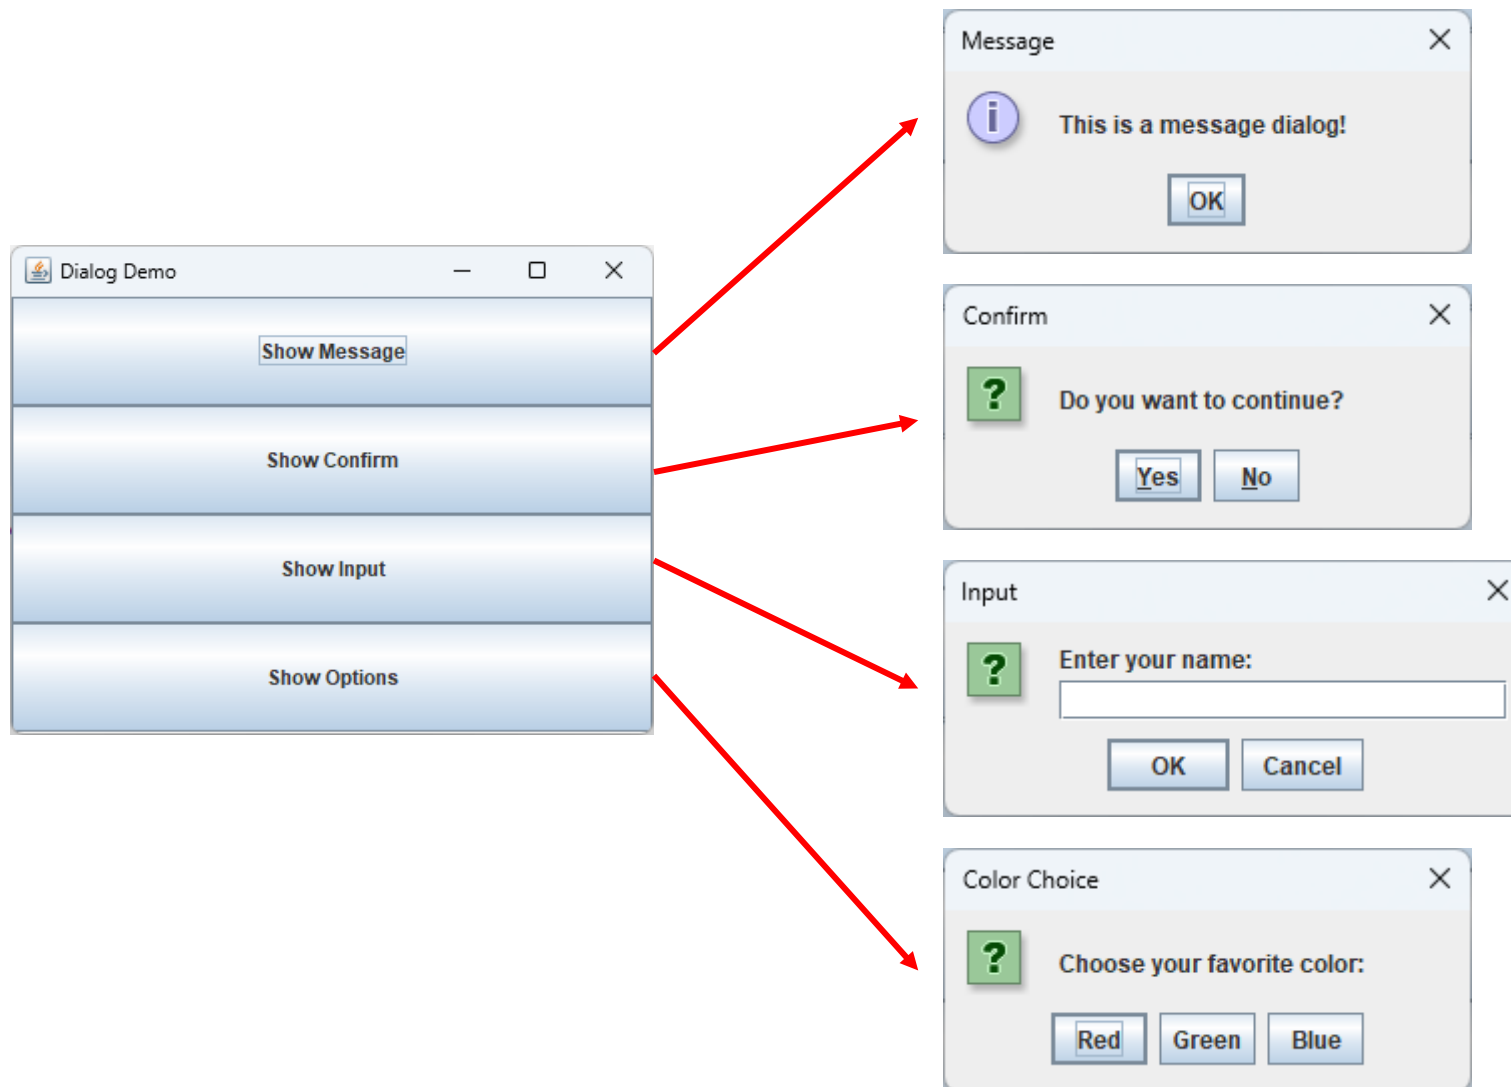 Dialog Demo
Show Message
Show Confirm
Show Input
Show Options
Message
i
This is a message dialog!
OK
Confirm
?
Do you want to continue?
Yes No
Input
?
Enter your name:
OK Cancel
Color Choice
?
Choose your favorite color:
Red Green Blue